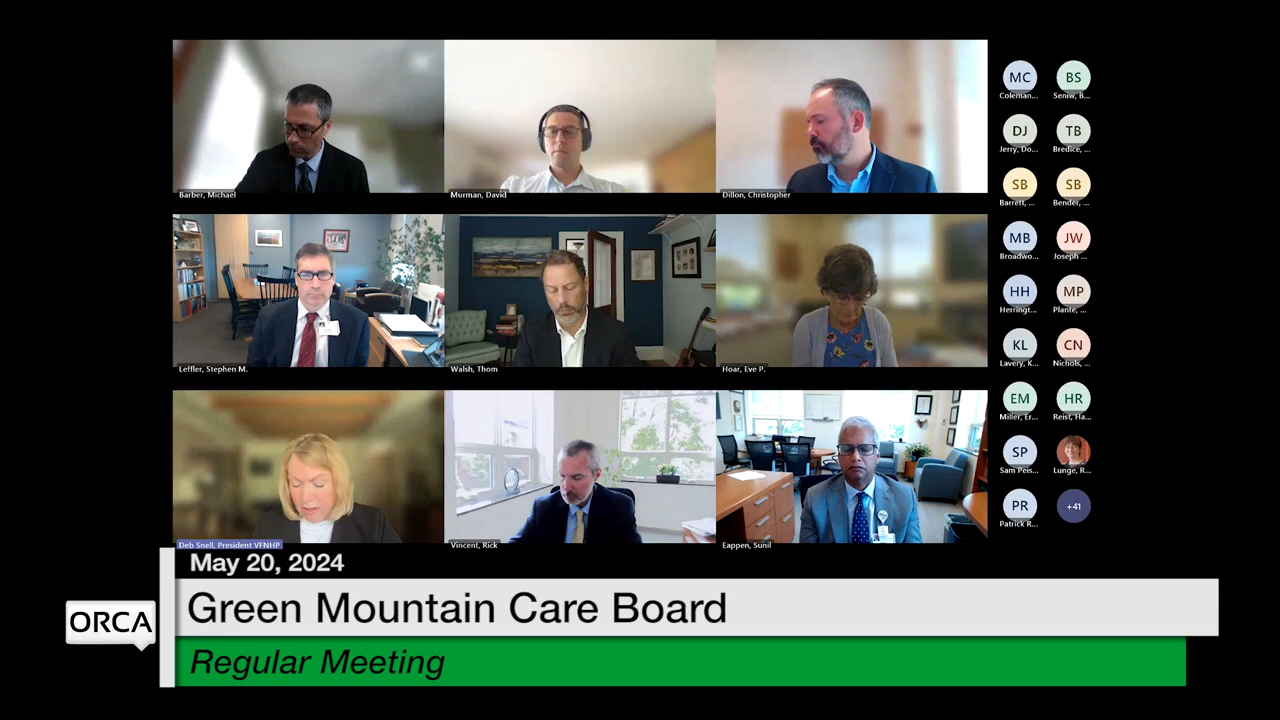 MC
BS
Coleman...
Seniw, B...
DJ
TB
Jerry, Do...
Bredice, ...
Barber, Michael
Murman, David
Dillon, Christopher
SB
SB
Barrett, ...
Bender, ...
MB
JW
Broadwo...
Joseph ...
HH
MP
Herringt...
Plante, ...
KL
CN
Lavery, K...
Nichols, ...
Leffler, Stephen M.
Walsh, Thom
Hoar, Eve P.
EM
HR
Miller, Er...
Reist, Ha...
SP
Sam Peis...
Lunge, R...
PR
+41
Patrick R...
Deb Snell, President VFNHP
Vincent, Rick
Eappen, Sunil
May 20, 2024
Green Mountain Care Board
ORCA
Regular Meeting